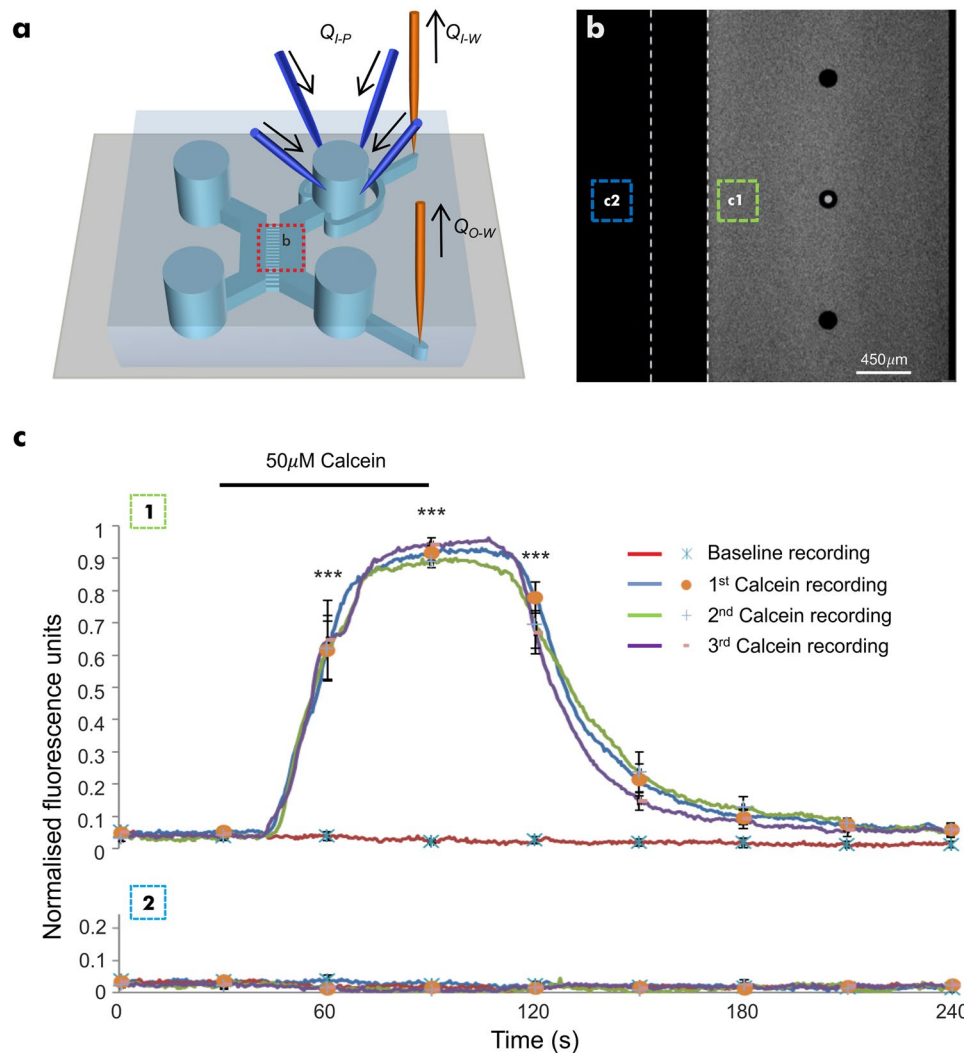 a
Q_I-P
Q_I-W
Q_O-W
b
b
c2
c1
450μm
c
50μM Calcein
1
***
***
***
Baseline recording
1st Calcein recording
2nd Calcein recording
3rd Calcein recording
Normalised fluorescence units
1
0.9
0.8
0.7
0.6
0.5
0.4
0.3
0.2
0.1
0
2
0.2
0.1
0
0
60
120
180
240
Time (s)